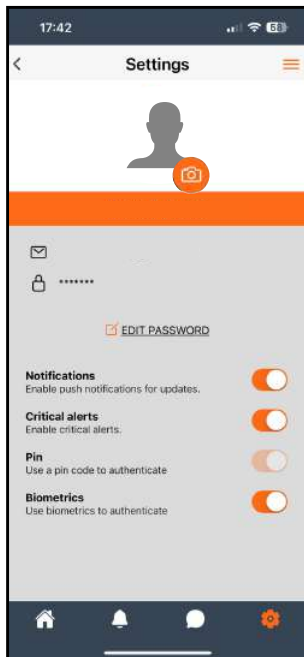 17:42
58
Settings
•••••••
EDIT PASSWORD
Notifications
Enable push notifications for updates.
Critical alerts
Enable critical alerts.
Pin
Use a pin code to authenticate
Biometrics
Use biometrics to authenticate